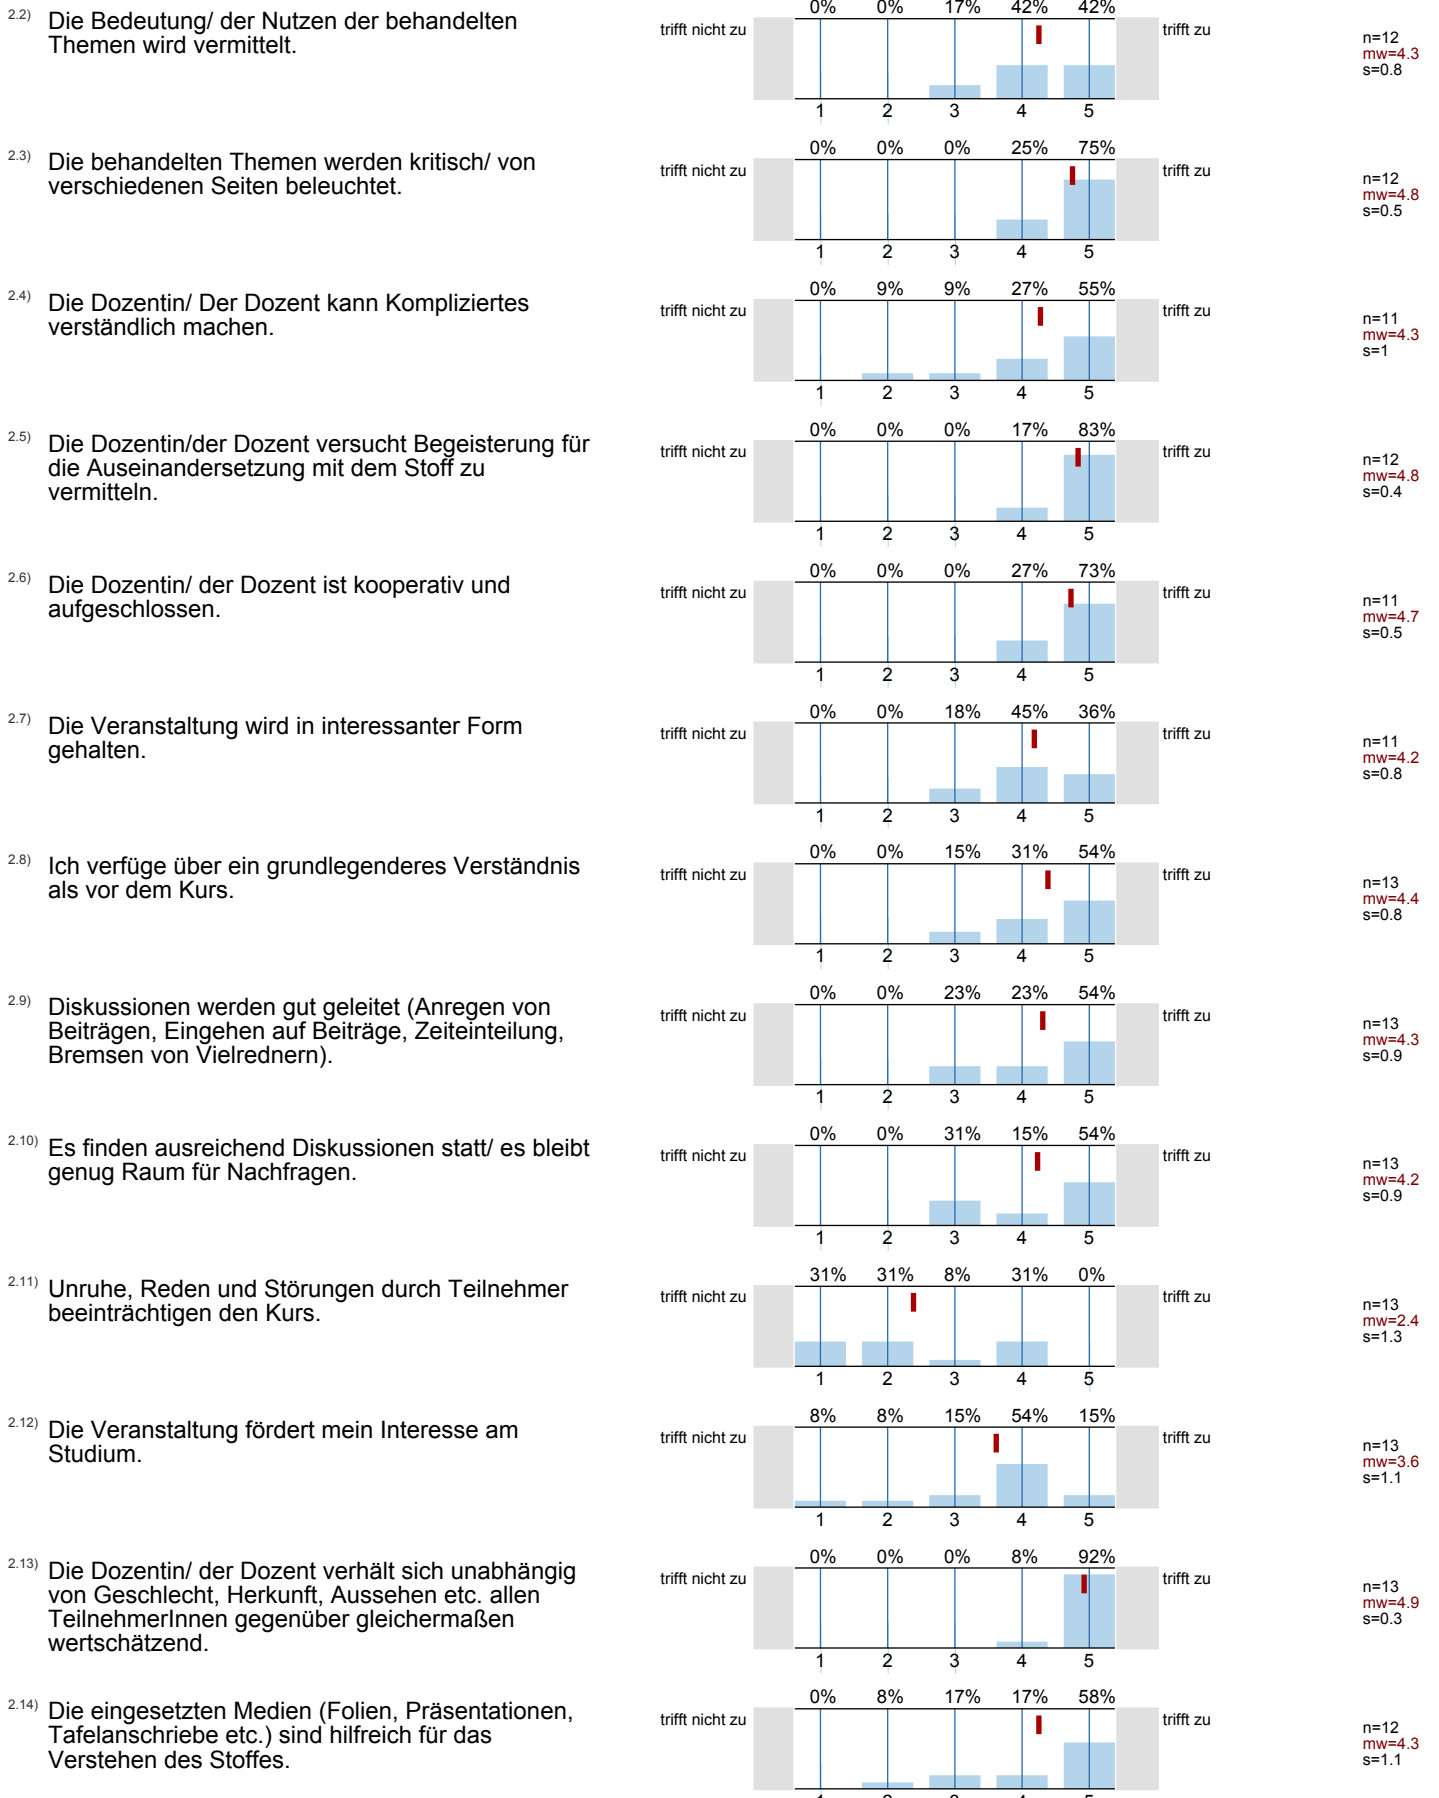 2.2) Die Bedeutung/ der Nutzen der behandelten
Themen wird vermittelt.
trifft nicht zu
0% 0% 17% 42% 42%
trifft zu
1 2 3 4 5
n=12
mw=4.3
s=0.8
2.3) Die behandelten Themen werden kritisch/ von
verschiedenen Seiten beleuchtet.
trifft nicht zu
0% 0% 0% 25% 75%
trifft zu
1 2 3 4 5
n=12
mw=4.8
s=0.5
2.4) Die Dozentin/ Der Dozent kann Kompliziertes
verständlich machen.
trifft nicht zu
0% 9% 9% 27% 55%
trifft zu
1 2 3 4 5
n=11
mw=4.3
s=1
2.5) Die Dozentin/der Dozent versucht Begeisterung für
die Auseinandersetzung mit dem Stoff zu
vermitteln.
trifft nicht zu
0% 0% 0% 17% 83%
trifft zu
1 2 3 4 5
n=12
mw=4.8
s=0.4
2.6) Die Dozentin/ der Dozent ist kooperativ und
aufgeschlossen.
trifft nicht zu
0% 0% 0% 27% 73%
trifft zu
1 2 3 4 5
n=11
mw=4.7
s=0.5
2.7) Die Veranstaltung wird in interessanter Form
gehalten.
trifft nicht zu
0% 0% 18% 45% 36%
trifft zu
1 2 3 4 5
n=11
mw=4.2
s=0.8
2.8) Ich verfüge über ein grundlegenderes Verständnis
als vor dem Kurs.
trifft nicht zu
0% 0% 15% 31% 54%
trifft zu
1 2 3 4 5
n=13
mw=4.4
s=0.8
2.9) Diskussionen werden gut geleitet (Anregen von
Beiträgen, Eingehen auf Beiträge, Zeiteinteilung,
Bremsen von Vielrednern).
trifft nicht zu
0% 0% 23% 23% 54%
trifft zu
1 2 3 4 5
n=13
mw=4.3
s=0.9
2.10) Es finden ausreichend Diskussionen statt/ es bleibt
genug Raum für Nachfragen.
trifft nicht zu
0% 0% 31% 15% 54%
trifft zu
1 2 3 4 5
n=13
mw=4.2
s=0.9
2.11) Unruhe, Reden und Störungen durch Teilnehmer
beeinträchtigen den Kurs.
trifft nicht zu
31% 31% 8% 31% 0%
trifft zu
1 2 3 4 5
n=13
mw=2.4
s=1.3
2.12) Die Veranstaltung fördert mein Interesse am
Studium.
trifft nicht zu
8% 8% 15% 54% 15%
trifft zu
1 2 3 4 5
n=13
mw=3.6
s=1.1
2.13) Die Dozentin/ der Dozent verhält sich unabhängig
von Geschlecht, Herkunft, Aussehen etc. allen
TeilnehmerInnen gegenüber gleichermaßen
wertschätzend.
trifft nicht zu
0% 0% 0% 8% 92%
trifft zu
1 2 3 4 5
n=13
mw=4.9
s=0.3
2.14) Die eingesetzten Medien (Folien, Präsentationen,
Tafelanschriebe etc.) sind hilfreich für das
Verstehen des Stoffes.
trifft nicht zu
0% 8% 17% 17% 58%
trifft zu
n=12
mw=4.3
s=1.1